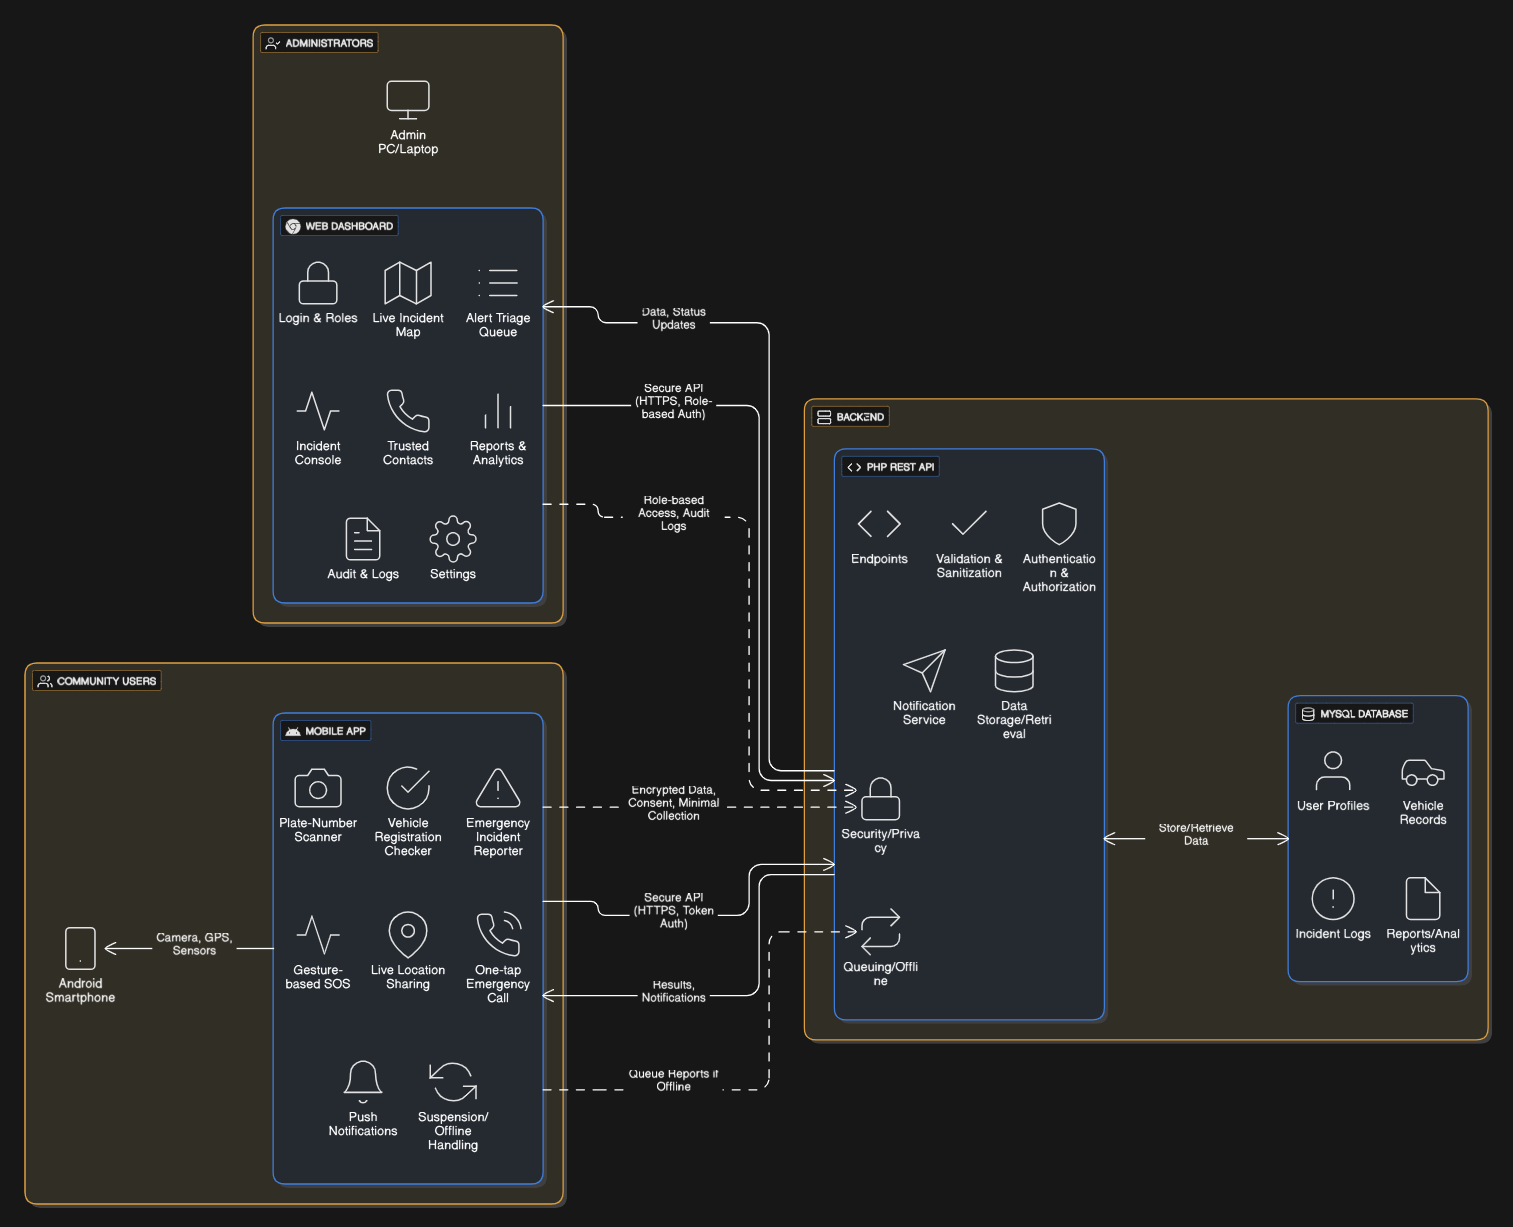 ADMINISTRATORS
Admin
PC/Laptop
WEB DASHBOARD
Login & Roles
Live Incident
Map
Alert Triage
Queue
Incident
Console
Trusted
Contacts
Reports &
Analytics
Audit & Logs
Settings
Data, Status
Updates
Secure API
(HTTPS, Role-
based Auth)
Role-based
Access, Audit
Logs
COMMUNITY USERS
Android
Smartphone
Camera, GPS,
Sensors
MOBILE APP
Plate-Number
Scanner
Vehicle
Registration
Checker
Emergency
Incident
Reporter
Gesture-
based SOS
Live Location
Sharing
One-tap
Emergency
Call
Push
Notifications
Suspension/
Offline
Handling
Encrypted Data,
Consent, Minimal
Collection
Secure API
(HTTPS, Token
Auth)
Results,
Notifications
Queue Reports if
Offline
BACKEND
PHP REST API
Endpoints
Validation &
Sanitization
Authenticatio
n &
Authorization
Notification
Service
Data
Storage/Retri
eval
Security/Priva
cy
Queuing/Offli
ne
Store/Retrieve
Data
MYSQL DATABASE
User Profiles
Vehicle
Records
Incident Logs
Reports/Anal
ytics